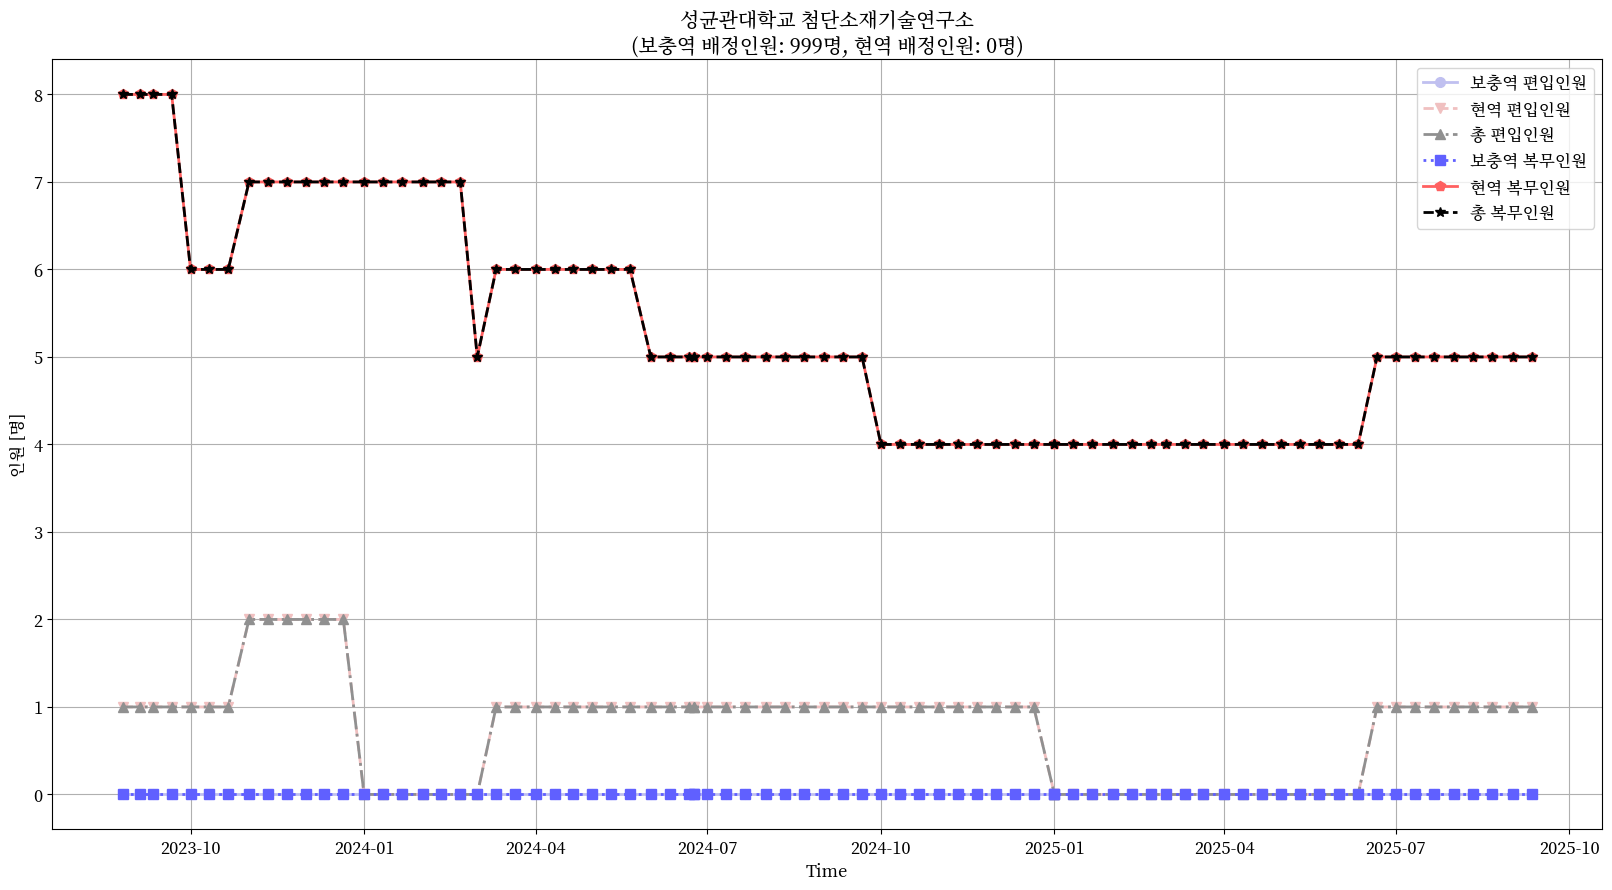 성균관대학교 첨단소재기술연구소
(보충역 배정인원: 999명, 현역 배정인원: 0명)
보충역 편입인원
현역 편입인원
총 편입인원
보충역 복무인원
현역 복무인원
총 복무인원
인원 [명]
8
7
6
5
4
3
2
1
0
2023-10
2024-01
2024-04
2024-07
2024-10
2025-01
2025-04
2025-07
2025-10
Time